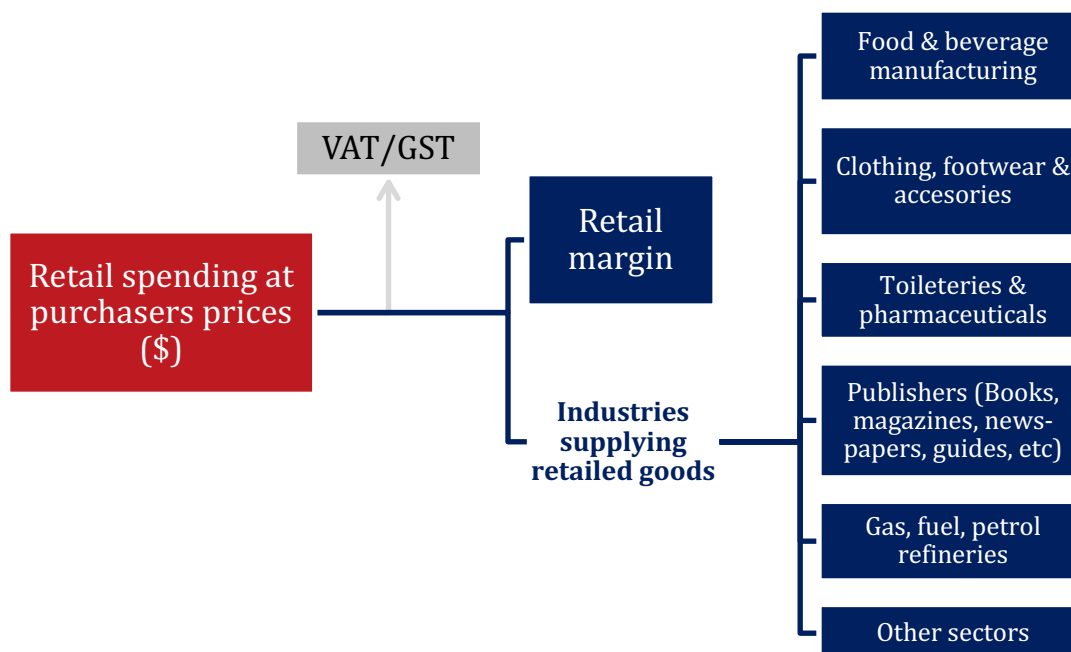 VAT/GST
Retail spending at
purchasers prices
($)
Retail
margin
Industries
supplying
retailed goods
Food & beverage
manufacturing
Clothing, footwear &
accesories
Toileteries &
pharmaceuticals
Publishers (Books,
magazines, news-
papers, guides, etc)
Gas, fuel, petrol
refineries
Other sectors